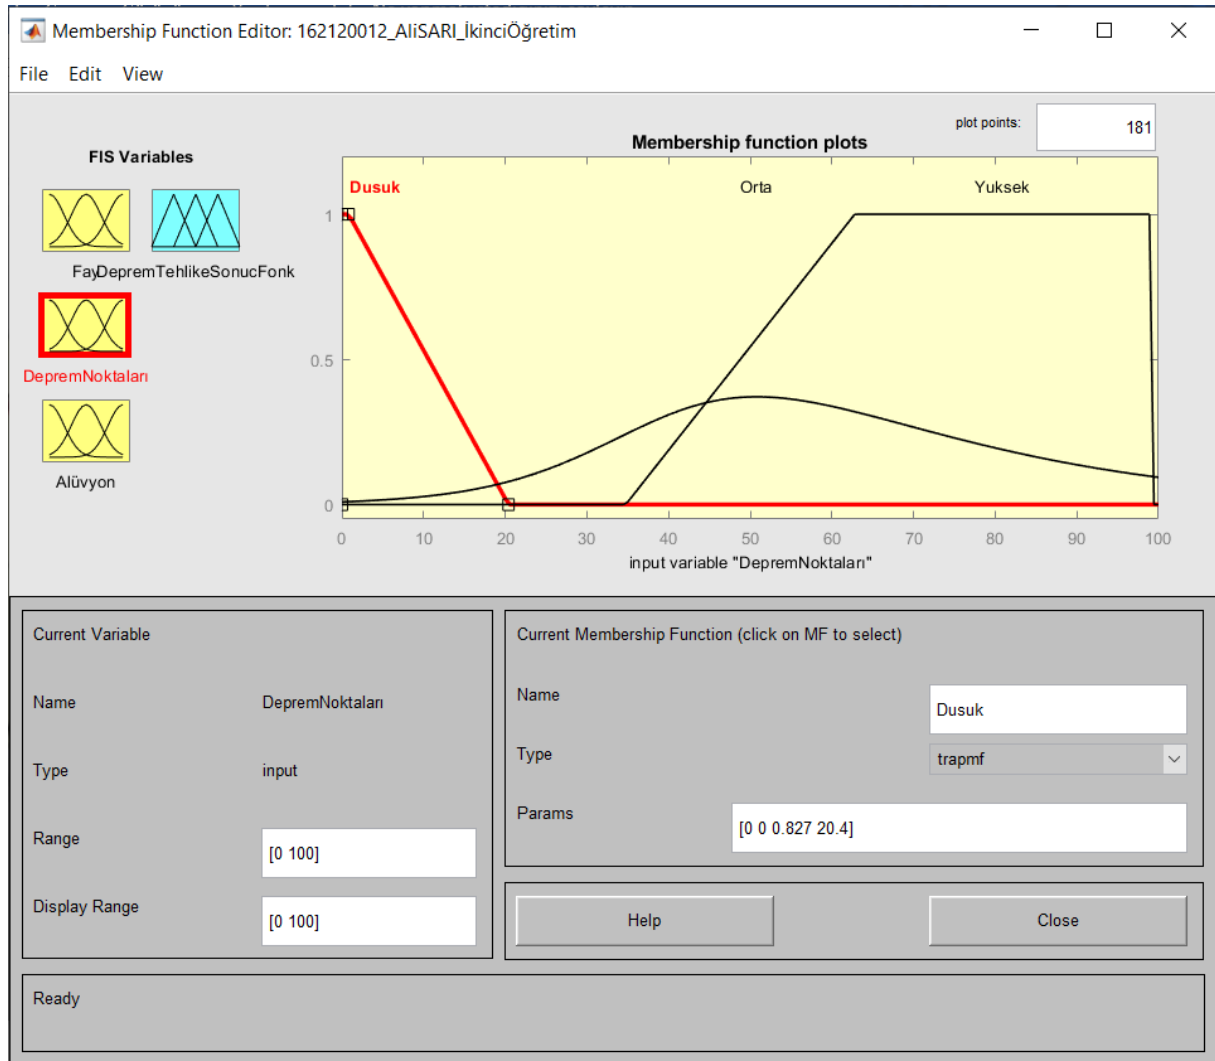 Membership Function Editor: 162120012_AliSARI_İkinciÖğretim
File Edit View
FIS Variables
FayDepremTehlikeSonucFonk
DepremNoktaları
Alüvyon
Membership function plots
plot points:
181
Dusuk
Orta
Yuksek
1
0.5
0
0 10 20 30 40 50 60 70 80 90 100
input variable "DepremNoktaları"
Current Variable
Name DepremNoktaları
Type input
Range [0 100]
Display Range [0 100]
Current Membership Function (click on MF to select)
Name Dusuk
Type trapmf
Params [0 0 0.827 20.4]
Help
Close
Ready